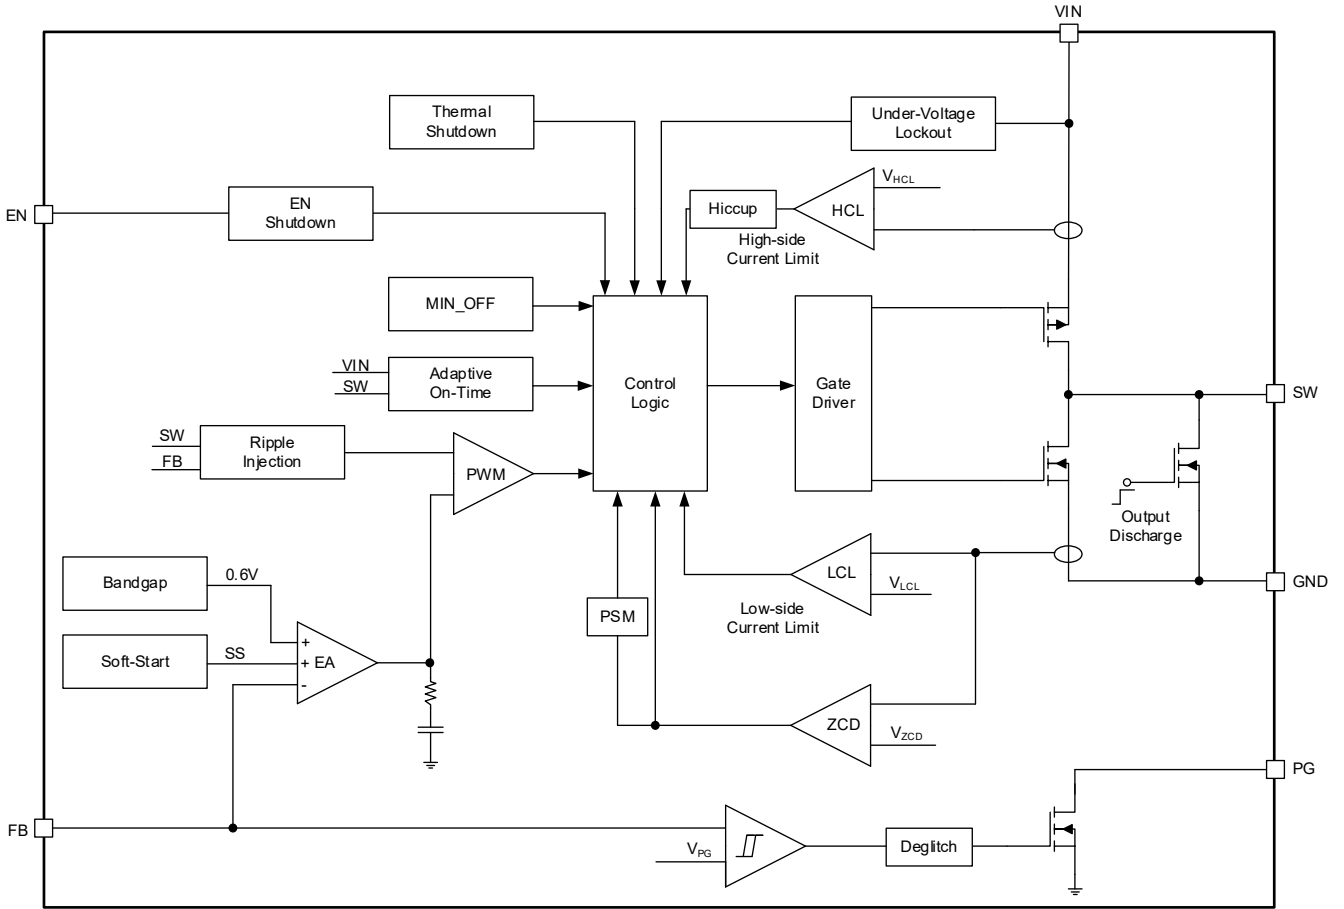 VIN
Thermal
Shutdown
Under-Voltage
Lockout
EN
EN
Shutdown
Hiccup
HCL
VHCL
High-side
Current Limit
MIN_OFF
VIN
SW
Adaptive
On-Time
Control
Logic
Gate
Driver
SW
SW
FB
Ripple
Injection
PWM
Output
Discharge
Bandgap
0.6V
LCL
VLCL
GND
PSM
Low-side
Current Limit
Soft-Start
SS
+
+ EA
-
ZCD
VZCD
PG
FB
VPG
Deglitch